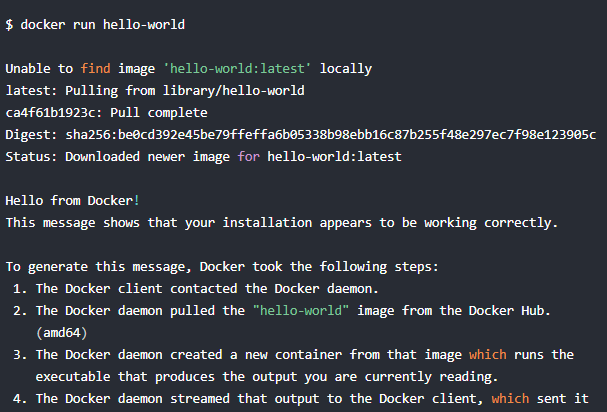 $ docker run hello-world
Unable to find image 'hello-world:latest' locally
latest: Pulling from library/hello-world
ca4f61b1923c: Pull complete
Digest: sha256:be0cd392e45be79ffeffa6b05338b98ebb16c87b255f48e297ec7f98e123905c
Status: Downloaded newer image for hello-world:latest
Hello from Docker!
This message shows that your installation appears to be working correctly.
To generate this message, Docker took the following steps:
1. The Docker client contacted the Docker daemon.
2. The Docker daemon pulled the "hello-world" image from the Docker Hub.
(amd64)
3. The Docker daemon created a new container from that image which runs the
executable that produces the output you are currently reading.
4. The Docker daemon streamed that output to the Docker client, which sent it